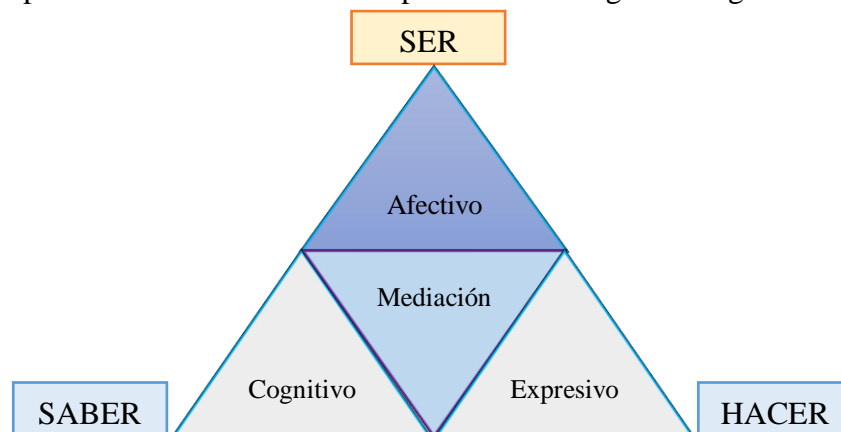 SER
Afectivo
Mediación
Cognitivo
Expresivo
SABER
HACER